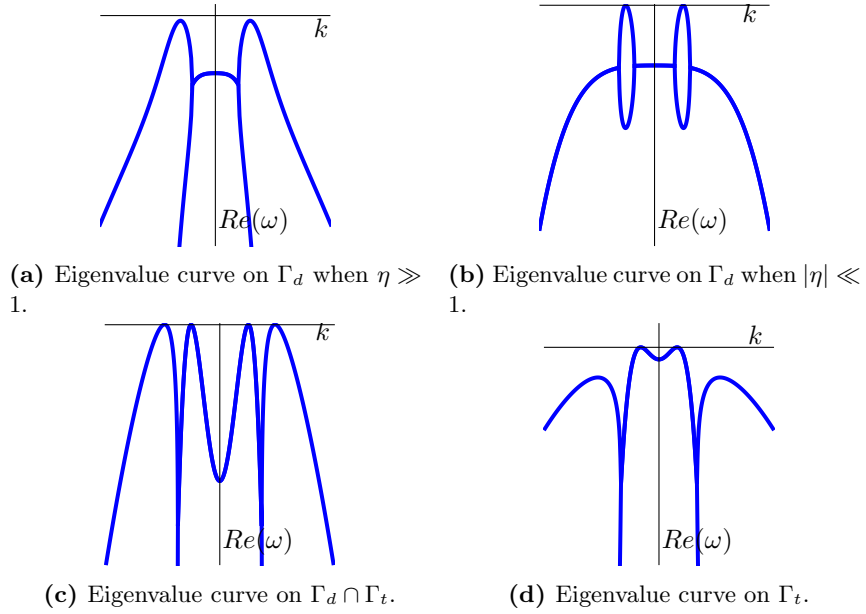 k
Re(ω)
k
Re(ω)
(a) Eigenvalue curve on Γ_d when η ≫
1.
(b) Eigenvalue curve on Γ_d when |η| ≪
1.
k
Re(ω)
k
Re(ω)
(c) Eigenvalue curve on Γ_d ∩ Γ_t.
(d) Eigenvalue curve on Γ_t.